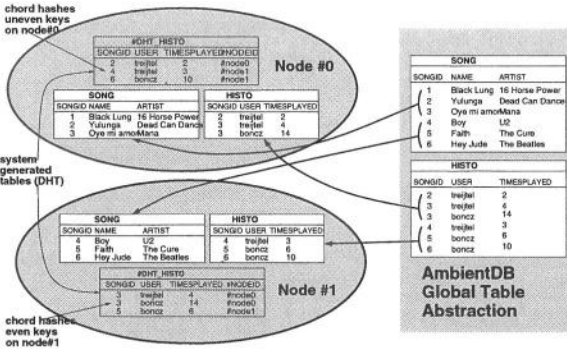 chord hashes
uneven keys
on node#0
#DHT_HISTO
SONGID USER TIMESPLAYED #NODEID
2 treijtel 2 #node0
4 treijtel 3 #node1
6 boncz 10 #node1
Node #0
SONG
SONGID NAME ARTIST
1 Black Lung 16 Horse Power
2 Yulunga Dead Can Dance
3 Oye mi amor Mana
HISTO
SONGID USER TIMESPLAYED
2 treijtel 2
3 treijtel 4
3 boncz 14
system
generated
tables (DHT)
SONG
SONGID NAME ARTIST
4 Boy U2
5 Faith The Cure
6 Hey Jude The Beatles
HISTO
SONGID USER TIMESPLAYED
4 treijtel 3
5 boncz 6
6 boncz 10
#DHT_HISTO
SONGID USER TIMESPLAYED #NODEID
3 treijtel 4 #node0
3 boncz 14 #node0
5 boncz 6 #node1
Node #1
chord hashes
even keys
on node#1
SONG
SONGID NAME ARTIST
1 Black Lung 16 Horse Power
2 Yulunga Dead Can Dance
3 Oye mi amor Mana
4 Boy U2
5 Faith The Cure
6 Hey Jude The Beatles
HISTO
SONGID USER TIMESPLAYED
2 treijtel 2
3 treijtel 4
3 boncz 14
4 treijtel 3
5 boncz 6
6 boncz 10
AmbientDB
Global Table
Abstraction